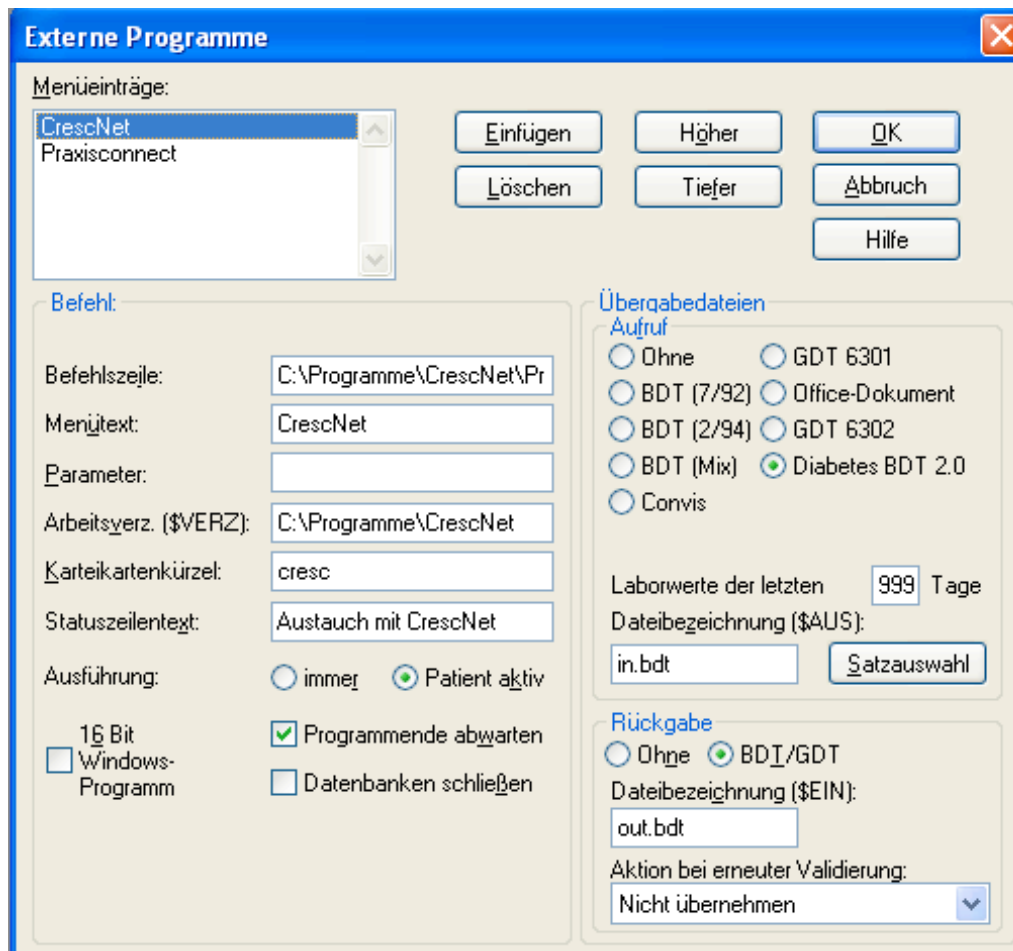 Externe Programme
Menüeinträge:
CrescNet
Praxisconnect
Einfügen
Höher
OK
Löschen
Tiefer
Abbruch
Hilfe
Befehl:
Befehlszeile:
C:\Programme\CrescNet\Pr
Menütext:
CrescNet
Parameter:
Arbeitsverz. ($VERZ):
C:\Programme\CrescNet
Karteikartenkürzel:
cresc
Statuszeilentext:
Austauch mit CrescNet
Ausführung:
immer
Patient aktiv
16 Bit
Windows-
Programm
Programmende abwarten
Datenbanken schließen
Übergabedateien
Aufruf
Ohne
GDT 6301
BDT (7/92)
Office-Dokument
BDT (2/94)
GDT 6302
BDT (Mix)
Diabetes BDT 2.0
Convis
Laborwerte der letzten 999 Tage
Dateibezeichnung ($AUS):
in.bdt
Satzauswahl
Rückgabe
Ohne
BDT/GDT
Dateibezeichnung ($EIN):
out.bdt
Aktion bei erneuter Validierung:
Nicht übernehmen